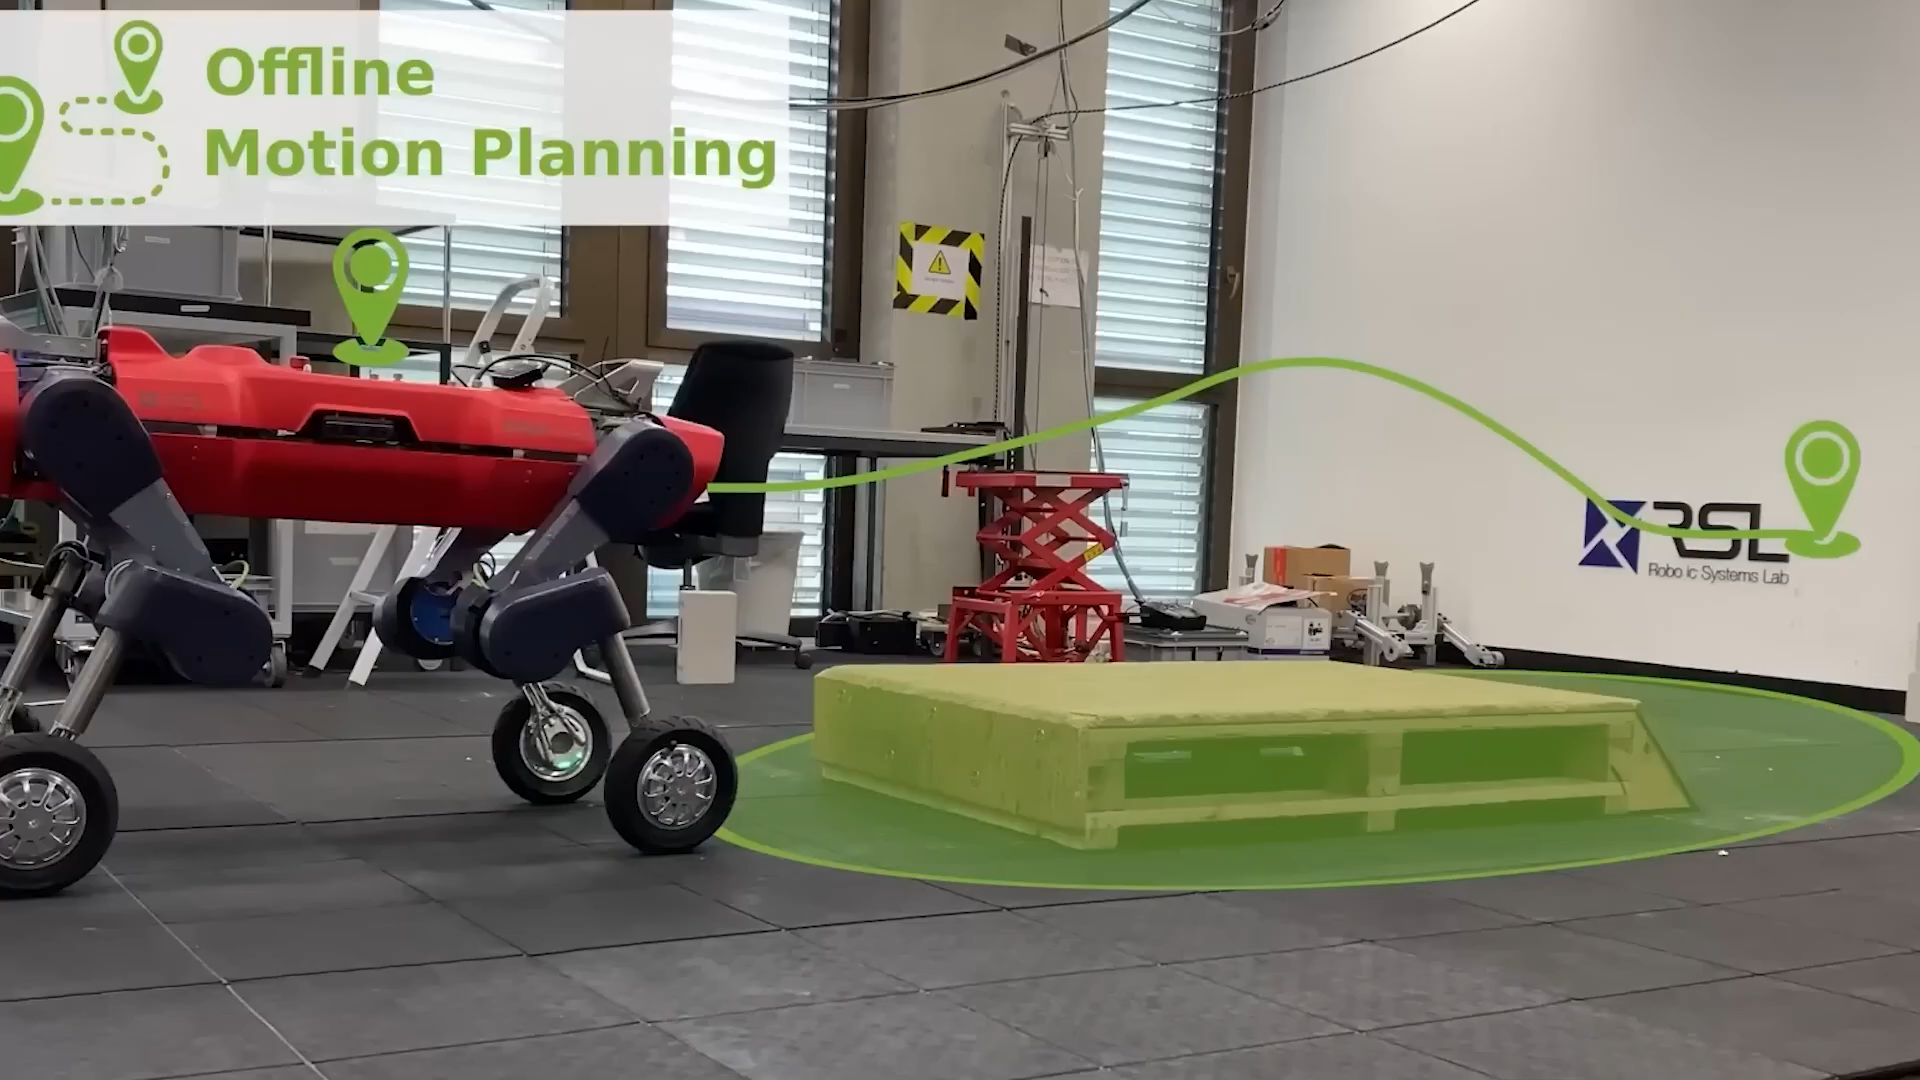 Offline
Motion Planning
RSL
Robo ic Systems Lab